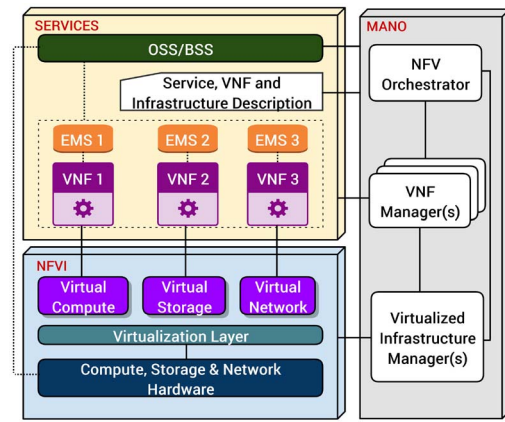 SERVICES
OSS/BSS
Service, VNF and
Infrastructure Description
EMS 1
EMS 2
EMS 3
VNF 1
VNF 2
VNF 3
NFVI
Virtual
Compute
Virtual
Storage
Virtual
Network
Virtualization Layer
Compute, Storage & Network
Hardware
MANO
NFV
Orchestrator
VNF
Manager(s)
Virtualized
Infrastructure
Manager(s)